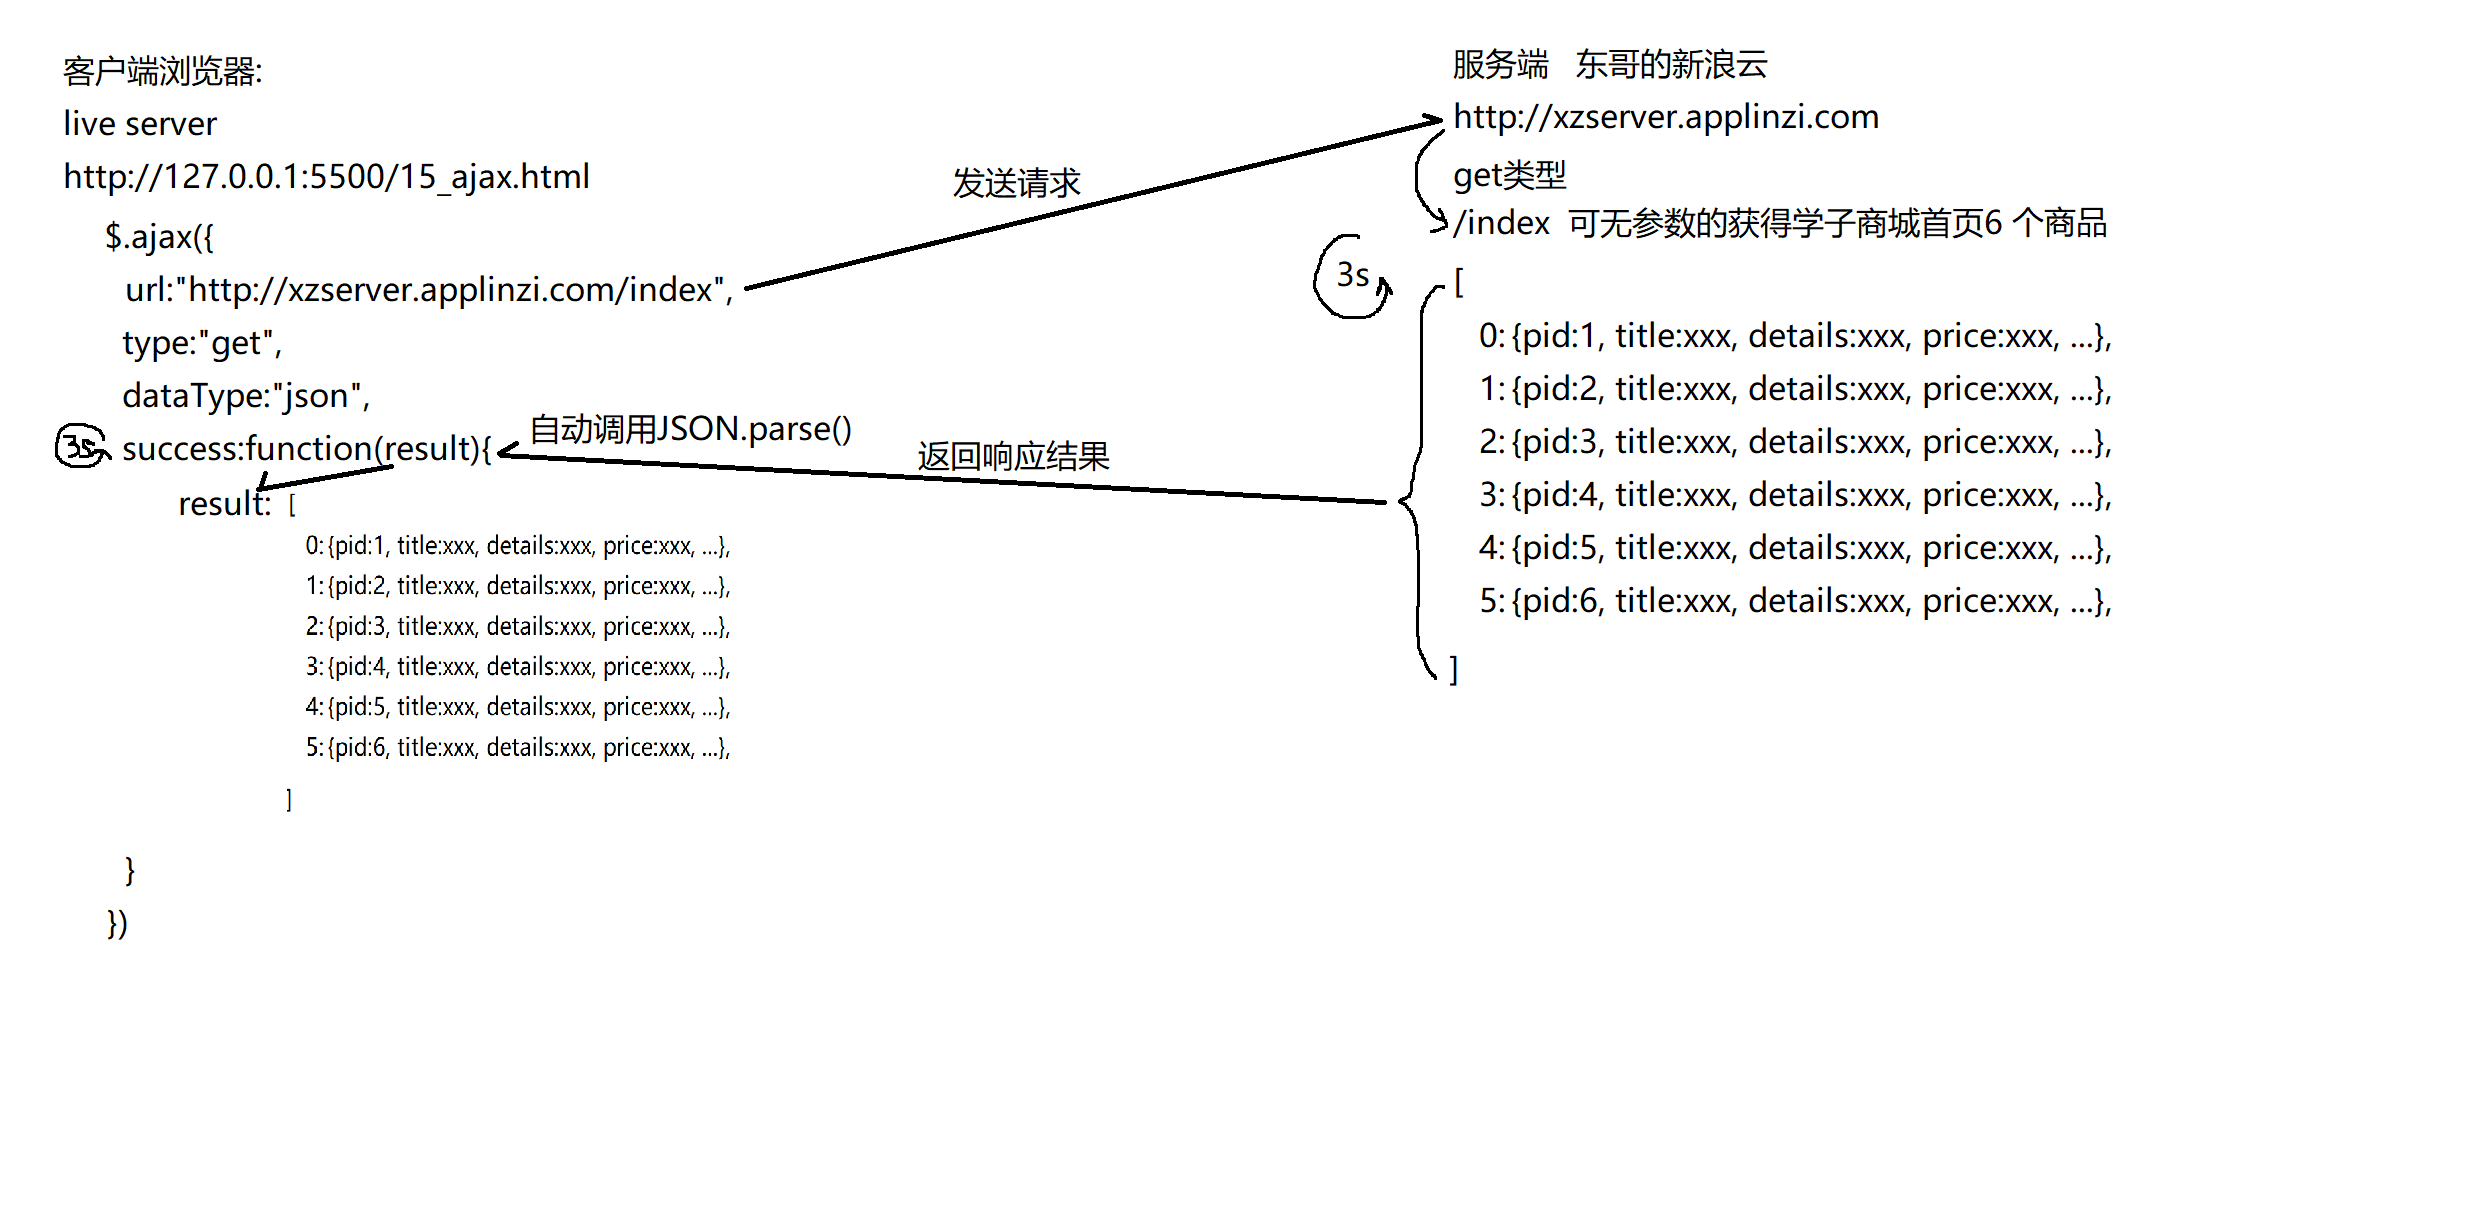 客户端浏览器:
live server
http://127.0.0.1:5500/15_ajax.html
$.ajax({
url:"http://xzserver.applinzi.com/index",
type:"get",
dataType:"json",
3s success:function(result){
result: [
0: {pid:1, title:xxx, details:xxx, price:xxx, ...},
1: {pid:2, title:xxx, details:xxx, price:xxx, ...},
2: {pid:3, title:xxx, details:xxx, price:xxx, ...},
3: {pid:4, title:xxx, details:xxx, price:xxx, ...},
4: {pid:5, title:xxx, details:xxx, price:xxx, ...},
5: {pid:6, title:xxx, details:xxx, price:xxx, ...},
]
}
})
发送请求
自动调用JSON.parse()
返回响应结果
服务端 东哥的新浪云
http://xzserver.applinzi.com
get类型
/index 可无参数的获得学子商城首页6 个商品
3s
[
0: {pid:1, title:xxx, details:xxx, price:xxx, ...},
1: {pid:2, title:xxx, details:xxx, price:xxx, ...},
2: {pid:3, title:xxx, details:xxx, price:xxx, ...},
3: {pid:4, title:xxx, details:xxx, price:xxx, ...},
4: {pid:5, title:xxx, details:xxx, price:xxx, ...},
5: {pid:6, title:xxx, details:xxx, price:xxx, ...},
]